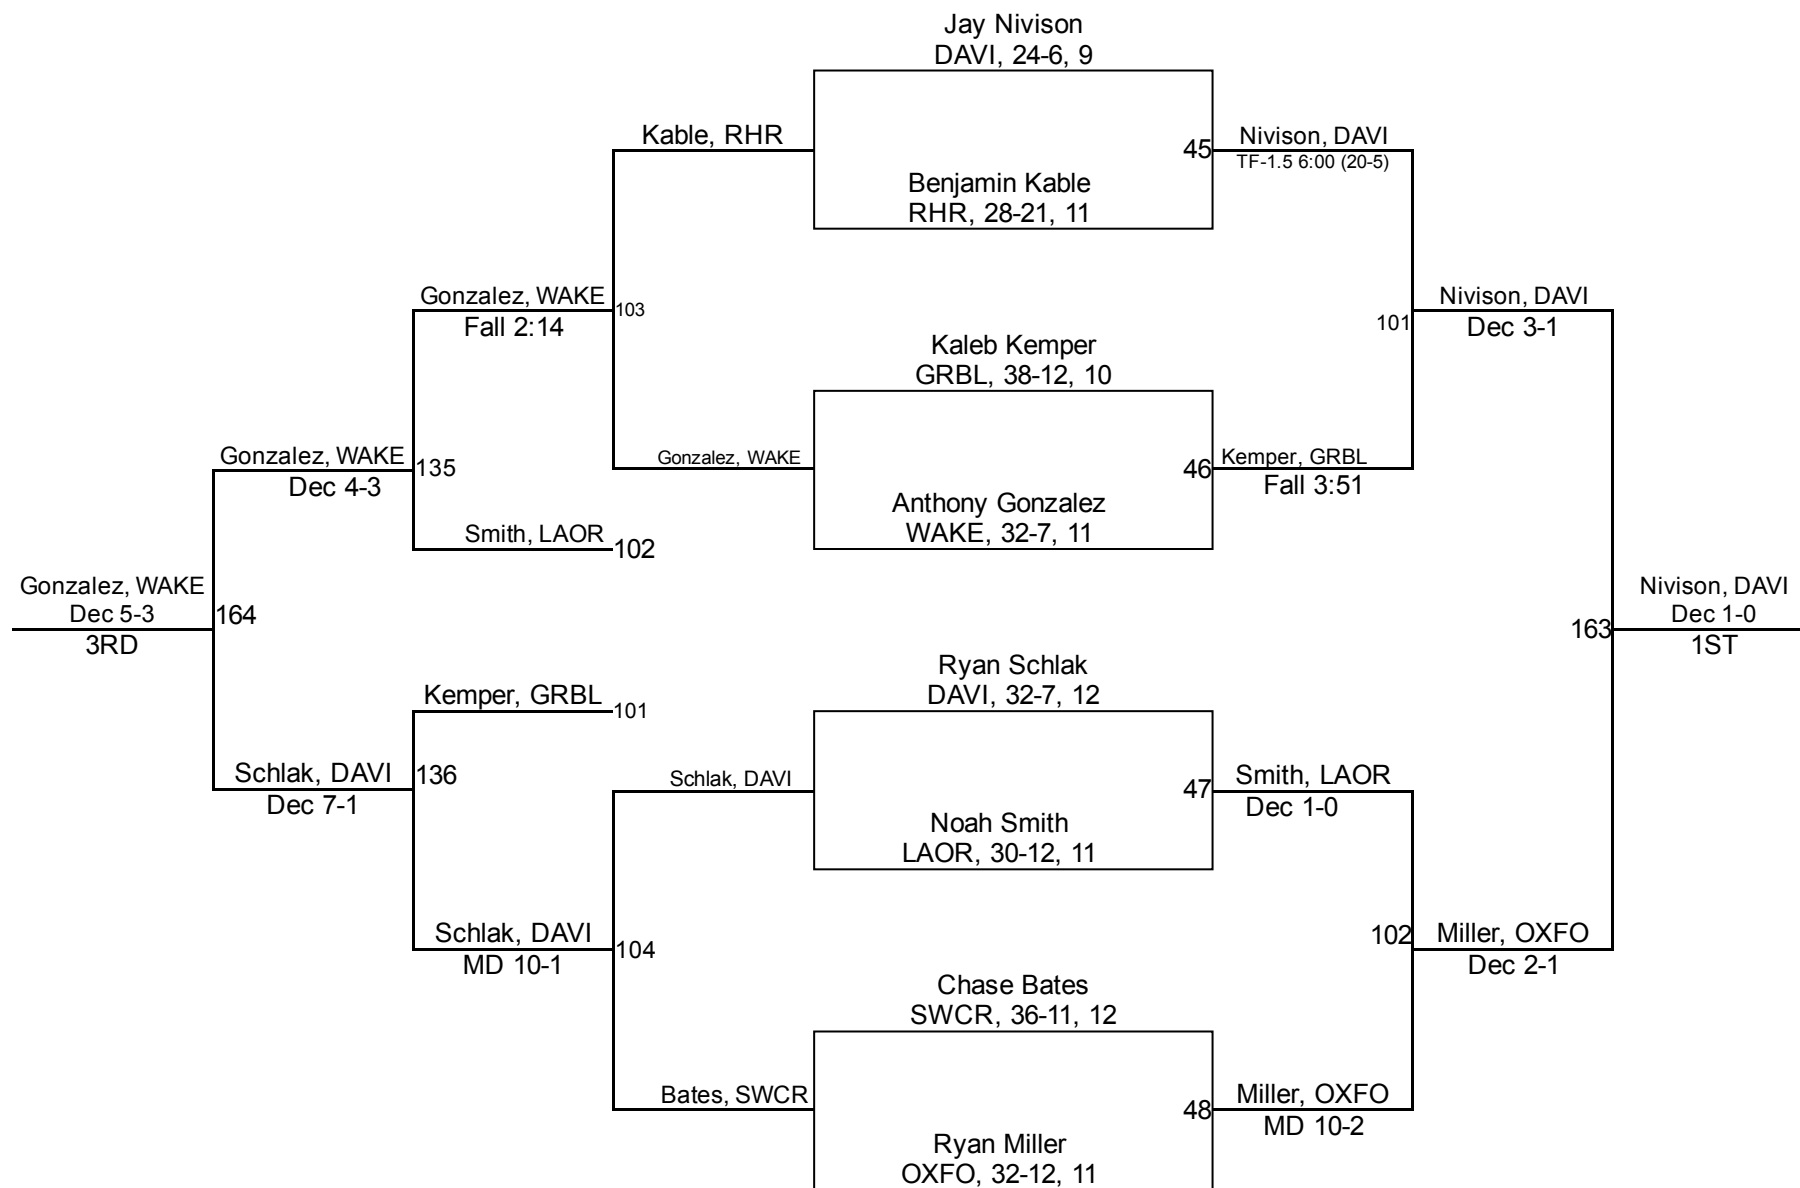 Jay Nivison
DAVI, 24-6, 9
Kable, RHR
45
Nivison, DAVI
TF-1.5 6:00 (20-5)
Benjamin Kable
RHR, 28-21, 11
Gonzalez, WAKE
Fall 2:14
103
101
Nivison, DAVI
Dec 3-1
Kaleb Kemper
GRBL, 38-12, 10
Gonzalez, WAKE
Dec 4-3
135
Gonzalez, WAKE
46
Kemper, GRBL
Fall 3:51
Anthony Gonzalez
WAKE, 32-7, 11
Smith, LAOR
102
Gonzalez, WAKE
Dec 5-3
3RD
164
163
Nivison, DAVI
Dec 1-0
1ST
Ryan Schlak
DAVI, 32-7, 12
Kemper, GRBL
101
Schlak, DAVI
Dec 7-1
136
Schlak, DAVI
47
Smith, LAOR
Dec 1-0
Noah Smith
LAOR, 30-12, 11
Schlak, DAVI
MD 10-1
104
102
Miller, OXFO
Dec 2-1
Chase Bates
SWCR, 36-11, 12
Bates, SWCR
48
Miller, OXFO
MD 10-2
Ryan Miller
OXFO, 32-12, 11